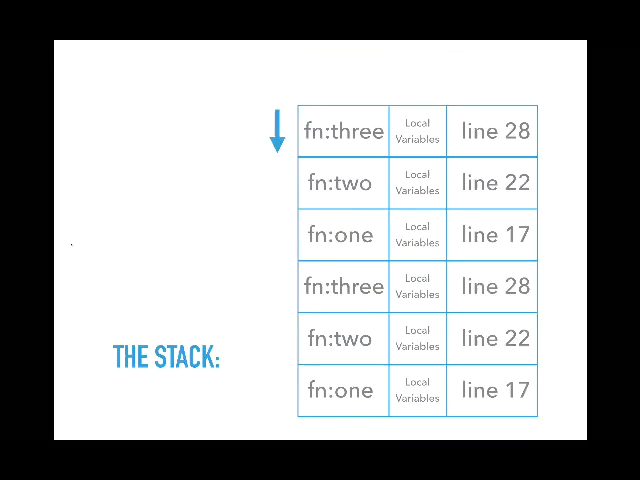 fn:three Local Variables line 28
fn:two Local Variables line 22
fn:one Local Variables line 17
fn:three Local Variables line 28
fn:two Local Variables line 22
THE STACK:
fn:one Local Variables line 17